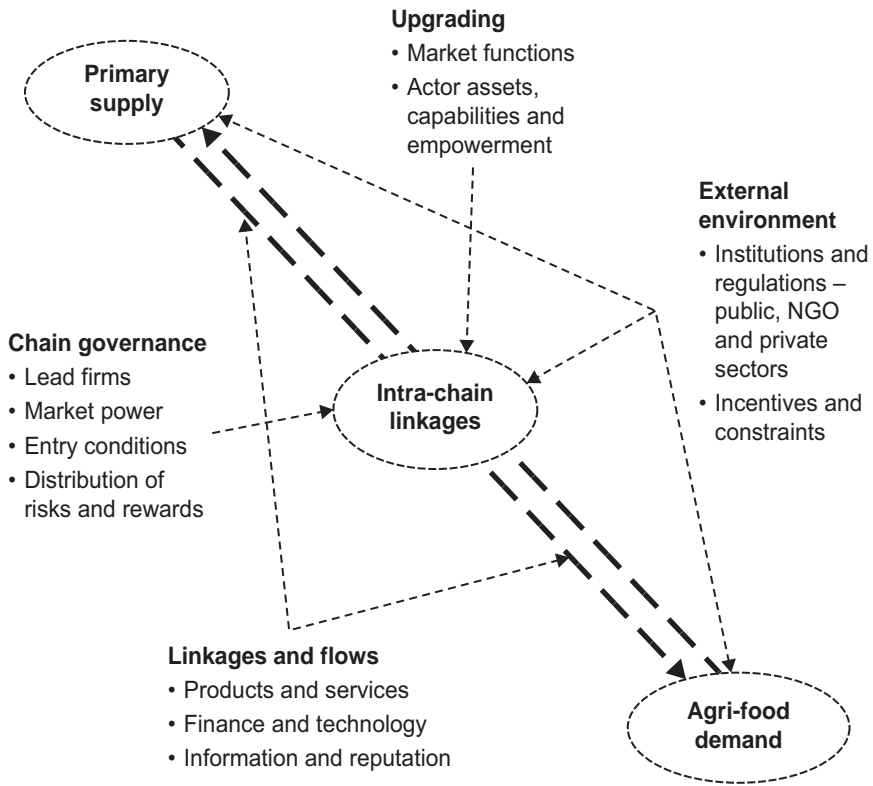 Upgrading
• Market functions
• Actor assets,
capabilities and
empowerment
Primary
supply
External
environment
• Institutions and
regulations –
public, NGO
and private
sectors
• Incentives and
constraints
Chain governance
• Lead firms
• Market power
• Entry conditions
• Distribution of
risks and rewards
Intra-chain
linkages
Linkages and flows
• Products and services
• Finance and technology
• Information and reputation
Agri-food
demand